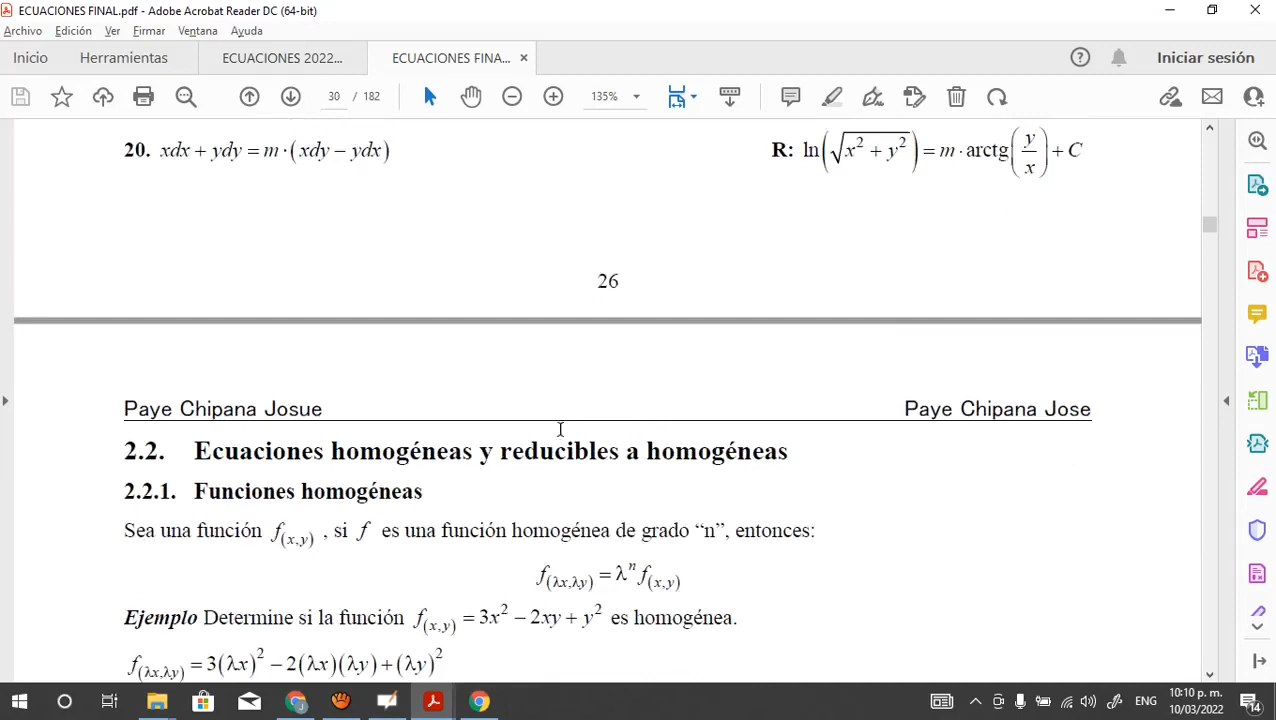 ECUACIONES FINAL.pdf - Adobe Acrobat Reader DC (64-bit)
Archivo Edición Ver Firmar Ventana Ayuda
Inicio Herramientas ECUACIONES 2022... ECUACIONES FINA... × Iniciar sesión
30 / 182 135%
20. xdx + ydy = m·(xdy − ydx) R: ln(√(x² + y²)) = m·arctg(y/x) + C
26
Paye Chipana Josue Paye Chipana Jose
2.2. Ecuaciones homogéneas y reducibles a homogéneas
2.2.1. Funciones homogéneas
Sea una función f(x,y) , si f es una función homogénea de grado “n”, entonces:
f(λx,λy) = λⁿ f(x,y)
Ejemplo Determine si la función f(x,y) = 3x² − 2xy + y² es homogénea.
f(λx,λy) = 3(λx)² − 2(λx)(λy) + (λy)²
ENG 10:10 p. m.
10/03/2022 14